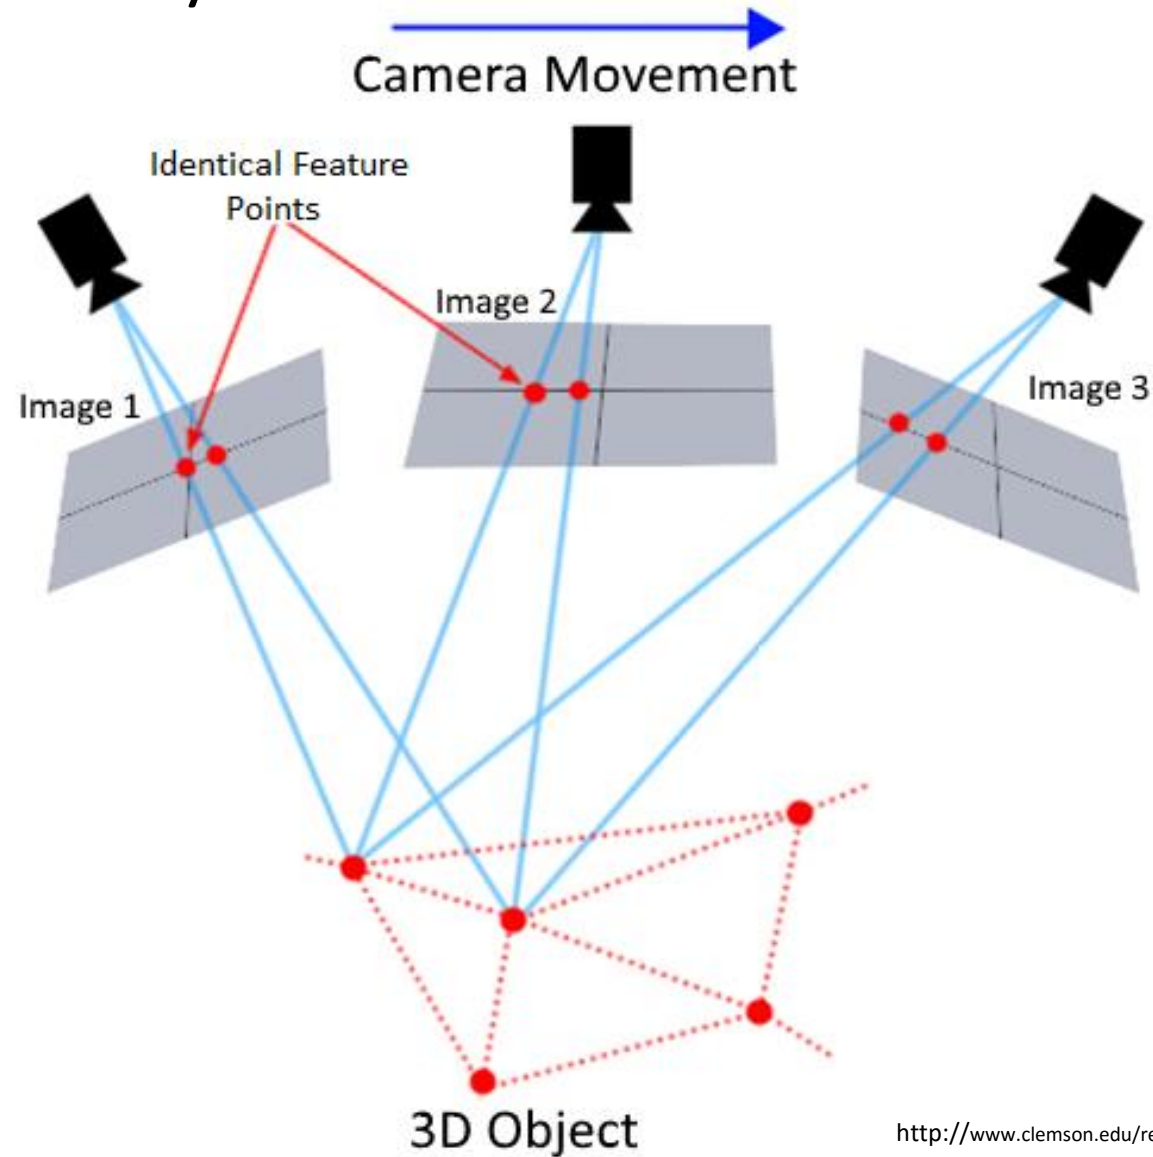 Camera Movement
Identical Feature
Points
Image 2
Image 1
Image 3
3D Object
http://www.clemson.edu/re